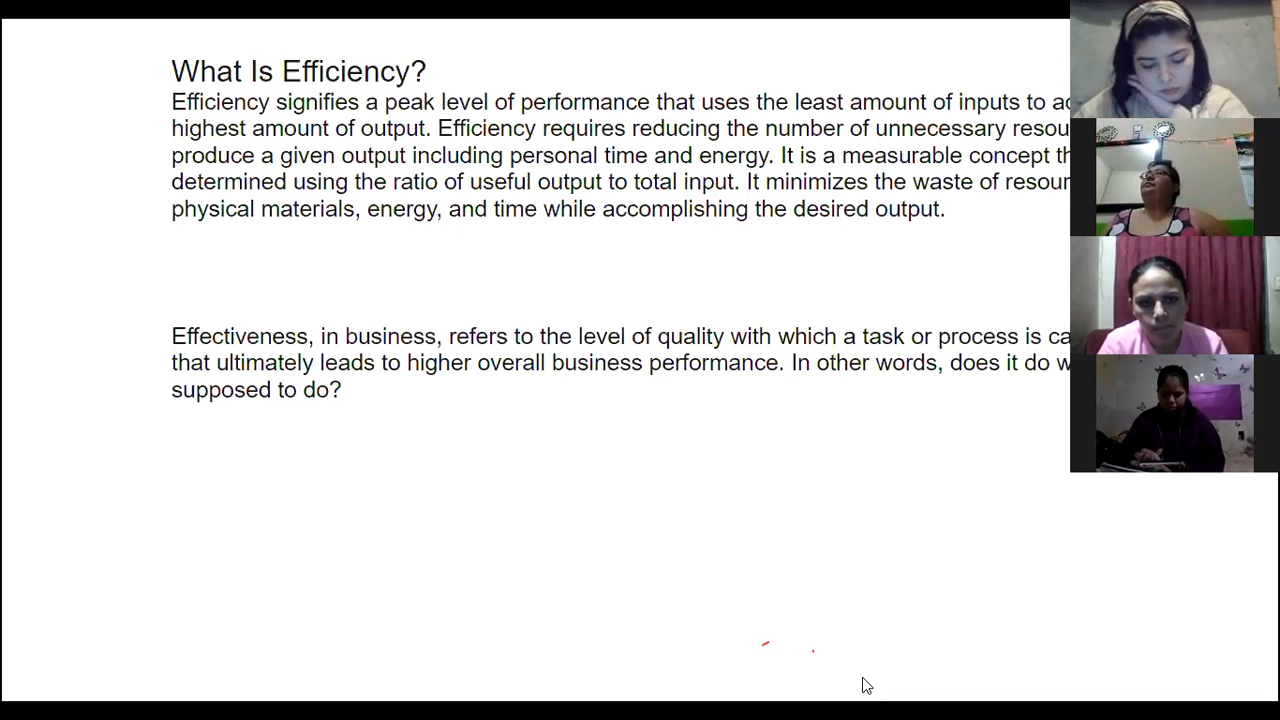 What Is Efficiency?
Efficiency signifies a peak level of performance that uses the least amount of inputs to
highest amount of output. Efficiency requires reducing the number of unnecessary
produce a given output including personal time and energy. It is a measurable concept
determined using the ratio of useful output to total input. It minimizes the waste of
physical materials, energy, and time while accomplishing the desired output.
Effectiveness, in business, refers to the level of quality with which a task or process is
that ultimately leads to higher overall business performance. In other words, does it do
supposed to do?